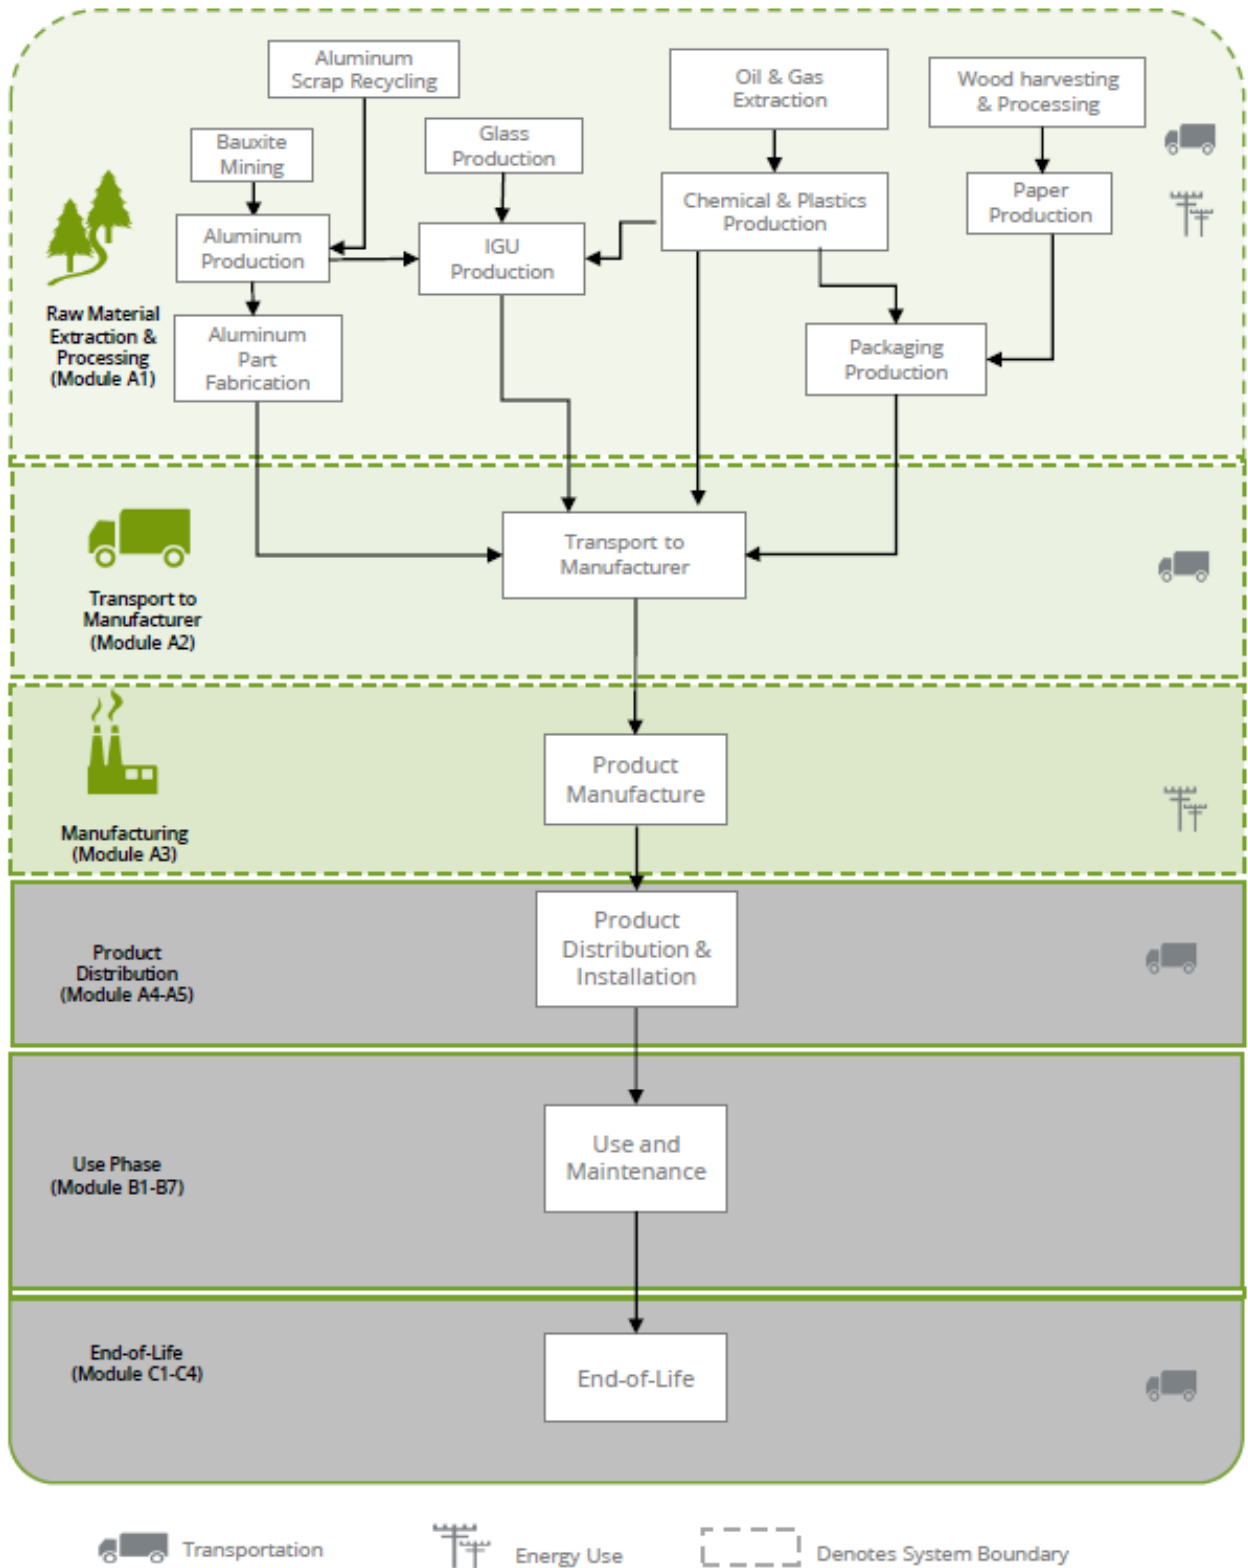 Aluminum
Scrap Recycling
Oil & Gas
Extraction
Wood harvesting
& Processing
Bauxite
Mining
Glass
Production
Chemical & Plastics
Production
Paper
Production
Aluminum
Production
IGU
Production
Raw Material
Extraction &
Processing
(Module A1)
Aluminum
Part
Fabrication
Packaging
Production
Transport to
Manufacturer
Transport to
Manufacturer
(Module A2)
Product
Manufacture
Manufacturing
(Module A3)
Product
Distribution &
Installation
Product
Distribution
(Module A4-A5)
Use and
Maintenance
Use Phase
(Module B1-B7)
End-of-Life
(Module C1-C4)
End-of-Life
Transportation
Energy Use
Denotes System Boundary